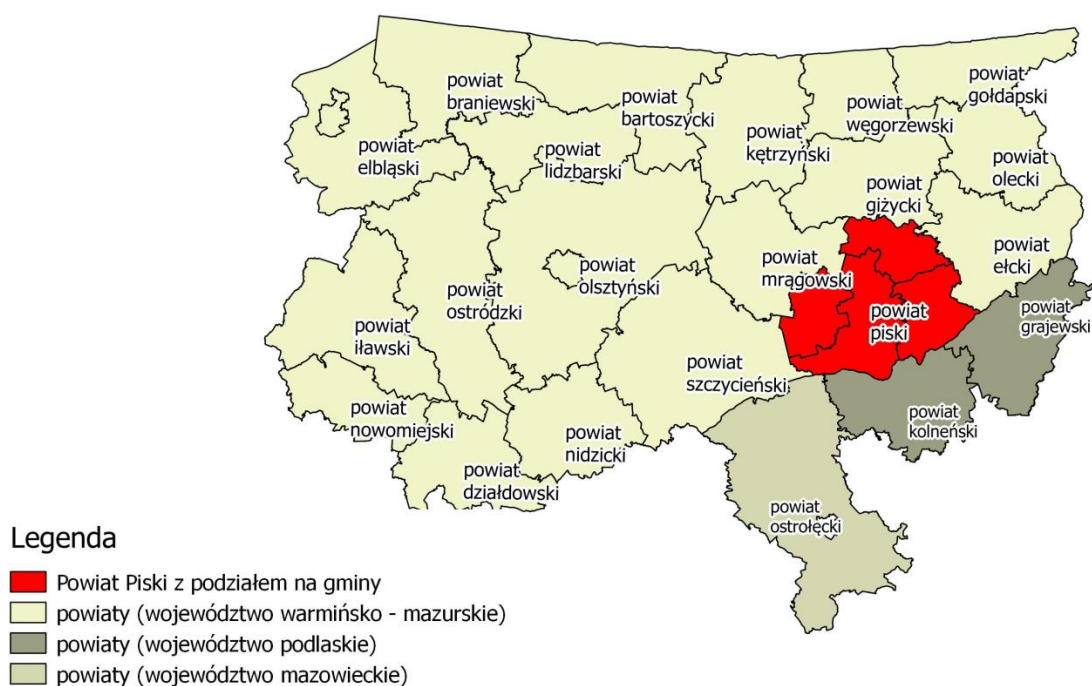 powiat
braniewski
powiat
bartoszycki
powiat
gołdapski
powiat
węgorzewski
powiat
kętrzyński
powiat
elbląski
powiat
lidzbarski
powiat
olecki
powiat
giżycki
powiat
mrągowski
powiat
ełcki
powiat
olsztyński
powiat
ostródzki
powiat
piski
powiat
grajewski
powiat
iławski
powiat
szczycieński
powiat
nowomiejski
powiat
kolneński
powiat
nidzicki
powiat
działdowski
powiat
ostrołęcki
Legenda
Powiat Piski z podziałem na gminy
powiaty (województwo warmińsko - mazurskie)
powiaty (województwo podlaskie)
powiaty (województwo mazowieckie)